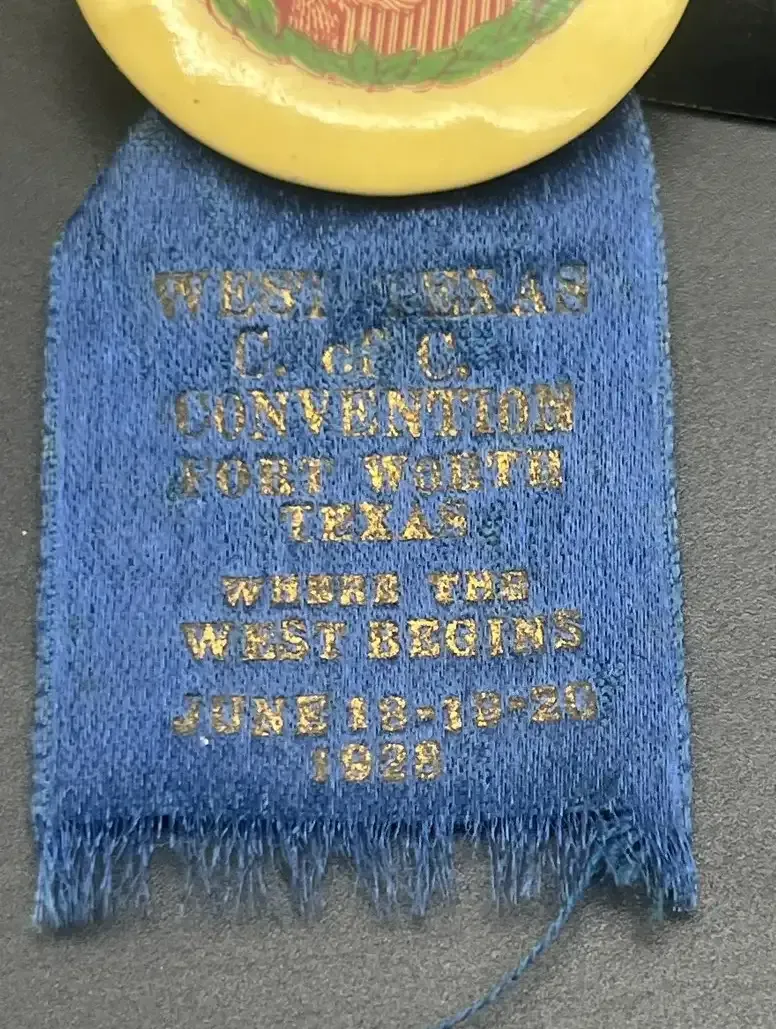 WEST TEXAS
C. of C.
CONVENTION
FORT WORTH
TEXAS
WHERE THE
WEST BEGINS
JUNE 18-19-20
1928